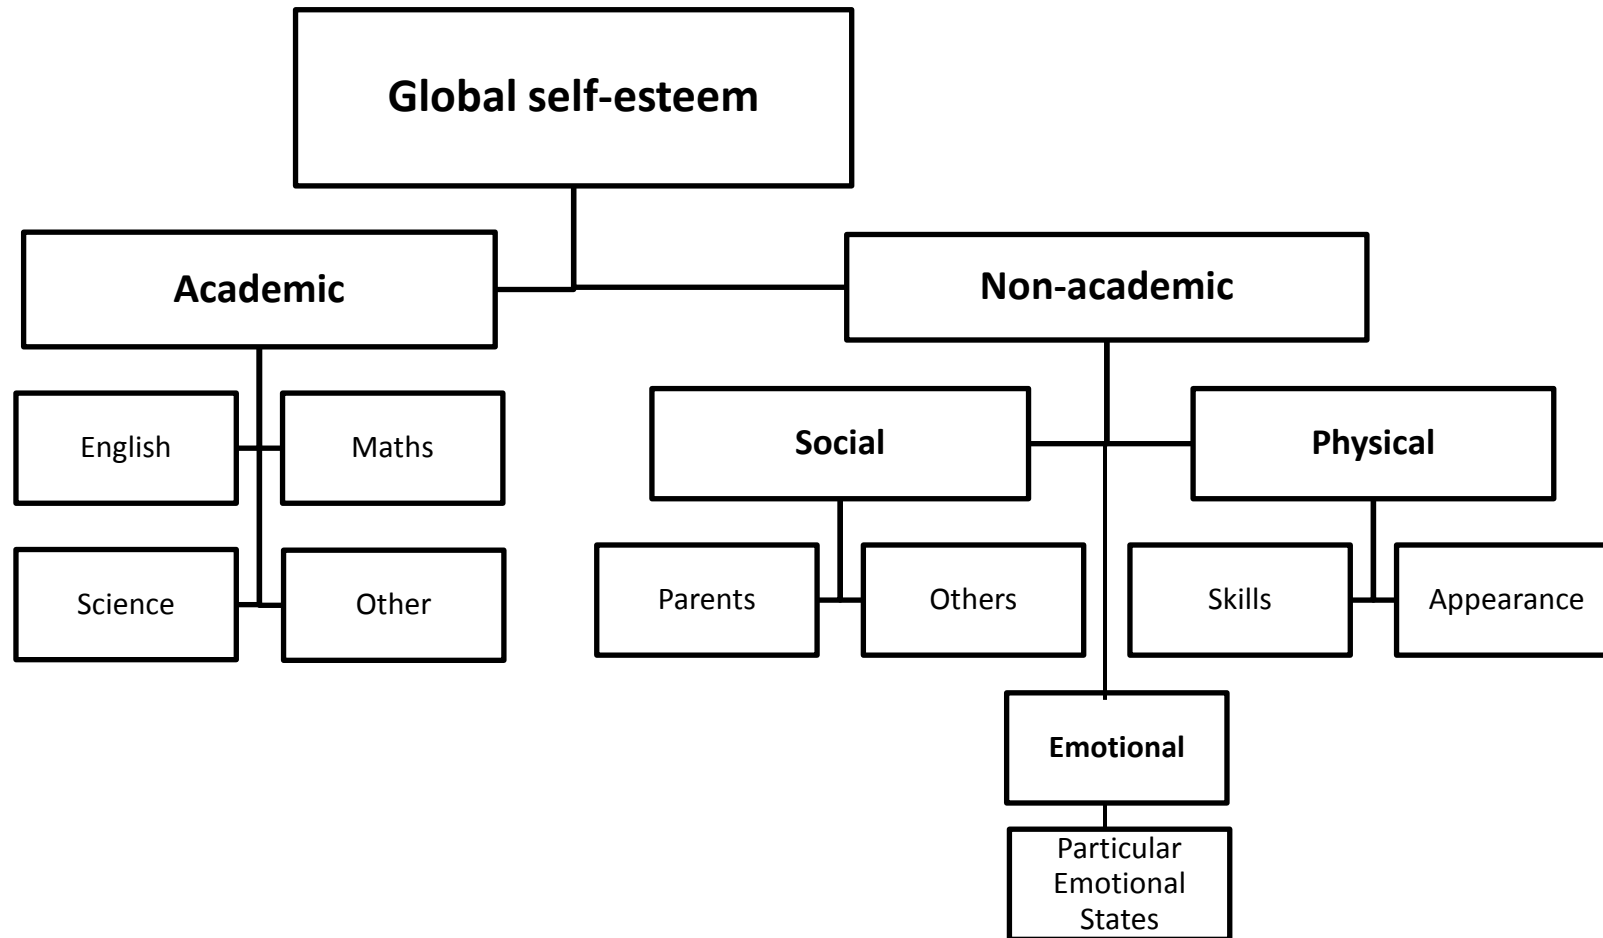 Global self-esteem
Academic
Non-academic
English
Maths
Social
Physical
Science
Other
Parents
Others
Skills
Appearance
Emotional
Particular
Emotional
States